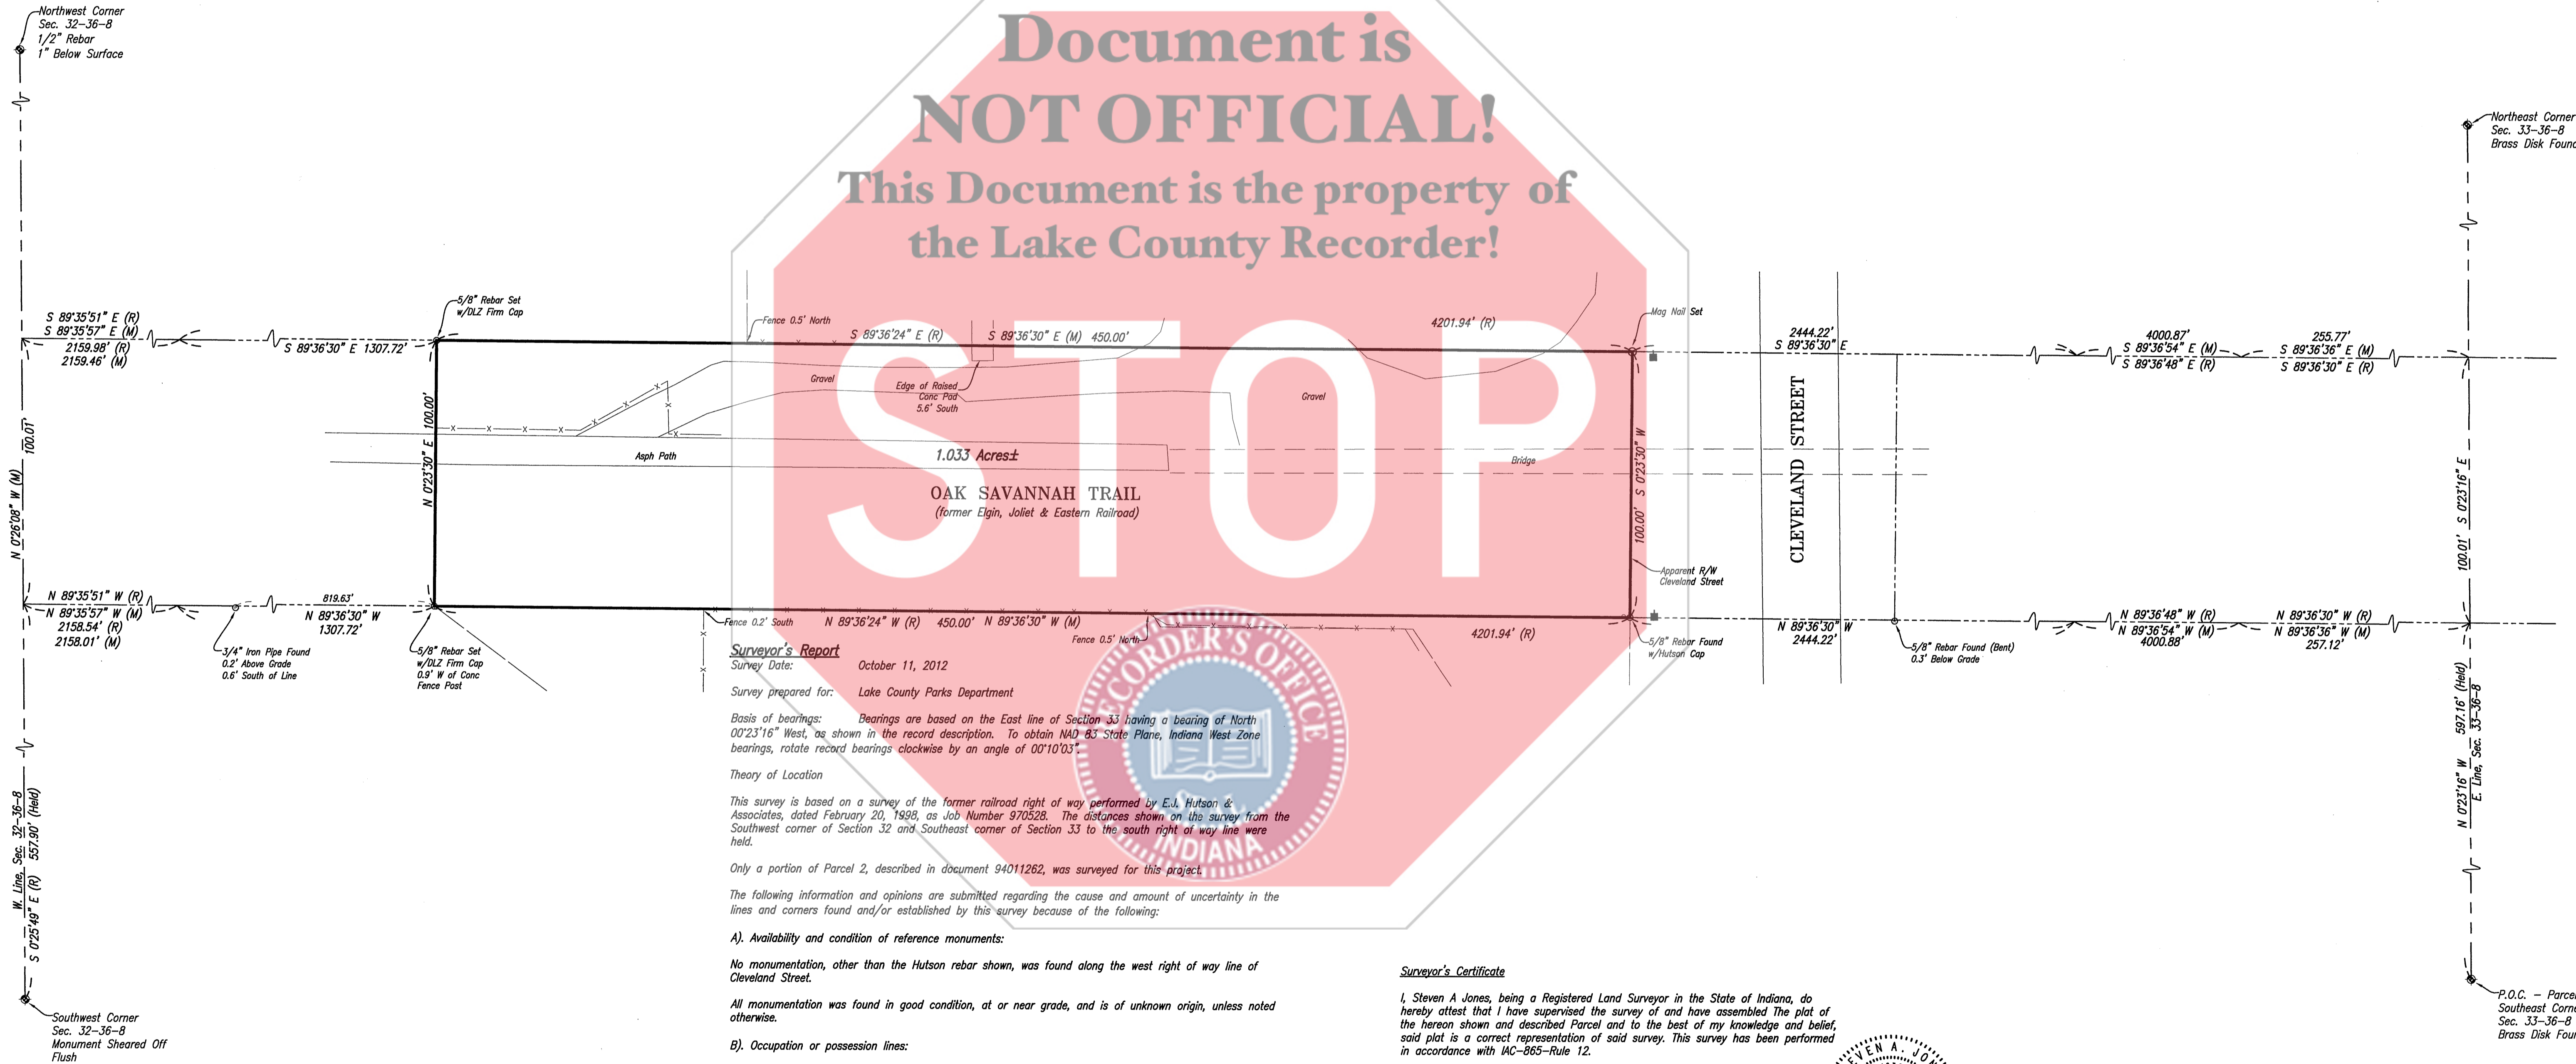 Northwest Corner
Sec. 32-36-8
1/2" Rebar
1" Below Surface
Document is
NOT OFFICIAL!
This Document is the property of
the Lake County Recorder!
STOP
Northeast Corner
Sec. 33-36-8
Brass Disk Found
S 89°35'51" E (R)
S 89°35'57" E (M)
2159.98' (R)
2159.46' (M)
S 89°36'30" E 1307.72'
5/8" Rebar Set
w/DLZ Firm Cap
Fence 0.5' North
S 89°36'24" E (R)
S 89°36'30" E (M) 450.00'
4201.94' (R)
Mag Nail Set
2444.22'
S 89°36'30" E
4000.87'
S 89°36'54" E (M)
S 89°36'48" E (R)
255.77'
S 89°36'36" E (M)
S 89°36'30" E (R)
N 0°26'08" W (M)
100.01'
N 0°23'30" E 100.00'
Gravel
Edge of Raised
Conc Pad
5.6' South
Gravel
Asph Path
1.033 Acres±
Bridge
OAK SAVANNAH TRAIL
(former Elgin, Joliet & Eastern Railroad)
100.00' S 0°23'30" W
CLEVELAND STREET
100.01' S 0°23'16" E
Apparent R/W
Cleveland Street
N 89°35'51" W (R)
N 89°35'57" W (M)
2158.54' (R)
2158.01' (M)
819.63'
N 89°36'30" W
1307.72'
3/4" Iron Pipe Found
0.2' Above Grade
0.6' South of Line
5/8" Rebar Set
w/DLZ Firm Cap
0.9' W of Conc
Fence Post
Fence 0.2' South
N 89°36'24" W (R) 450.00' N 89°36'30" W (M)
Fence 0.5' North
4201.94' (R)
5/8" Rebar Found
w/Hutson Cap
N 89°36'30" W
2444.22'
5/8" Rebar Found (Bent)
0.3' Below Grade
N 89°36'48" W (R)
N 89°36'54" W (M)
4000.88'
N 89°36'30" W (R)
N 89°36'36" W (M)
257.12'
W. Line, Sec. 32-36-8
S 0°25'49" E (R) 557.90' (Held)
N 0°23'16" W 597.16' (Held)
E. Line, Sec. 33-36-8
Southwest Corner
Sec. 32-36-8
Monument Sheared Off
Flush
Surveyor's Report
Survey Date: October 11, 2012
Survey prepared for: Lake County Parks Department
Basis of bearings: Bearings are based on the East line of Section 33 having a bearing of North
00°23'16" West, as shown in the record description. To obtain NAD 83 State Plane, Indiana West Zone
bearings, rotate record bearings clockwise by an angle of 00°10'03".
Theory of Location
This survey is based on a survey of the former railroad right of way performed by E.J. Hutson &
Associates, dated February 20, 1998, as Job Number 970528. The distances shown on the survey from the
Southwest corner of Section 32 and Southeast corner of Section 33 to the south right of way line were
held.
Only a portion of Parcel 2, described in document 94011262, was surveyed for this project.
The following information and opinions are submitted regarding the cause and amount of uncertainty in the
lines and corners found and/or established by this survey because of the following:
A). Availability and condition of reference monuments:
No monumentation, other than the Hutson rebar shown, was found along the west right of way line of
Cleveland Street.
All monumentation was found in good condition, at or near grade, and is of unknown origin, unless noted
otherwise.
B). Occupation or possession lines:
RECORDER'S OFFICE
SEAL
INDIANA
Surveyor's Certificate
I, Steven A Jones, being a Registered Land Surveyor in the State of Indiana, do
hereby attest that I have supervised the survey of and have assembled The plat of
the hereon shown and described Parcel and to the best of my knowledge and belief,
said plat is a correct representation of said survey. This survey has been performed
in accordance with IAC-865-Rule 12.
P.O.C. - Parcel
Southeast Corner
Sec. 33-36-8
Brass Disk